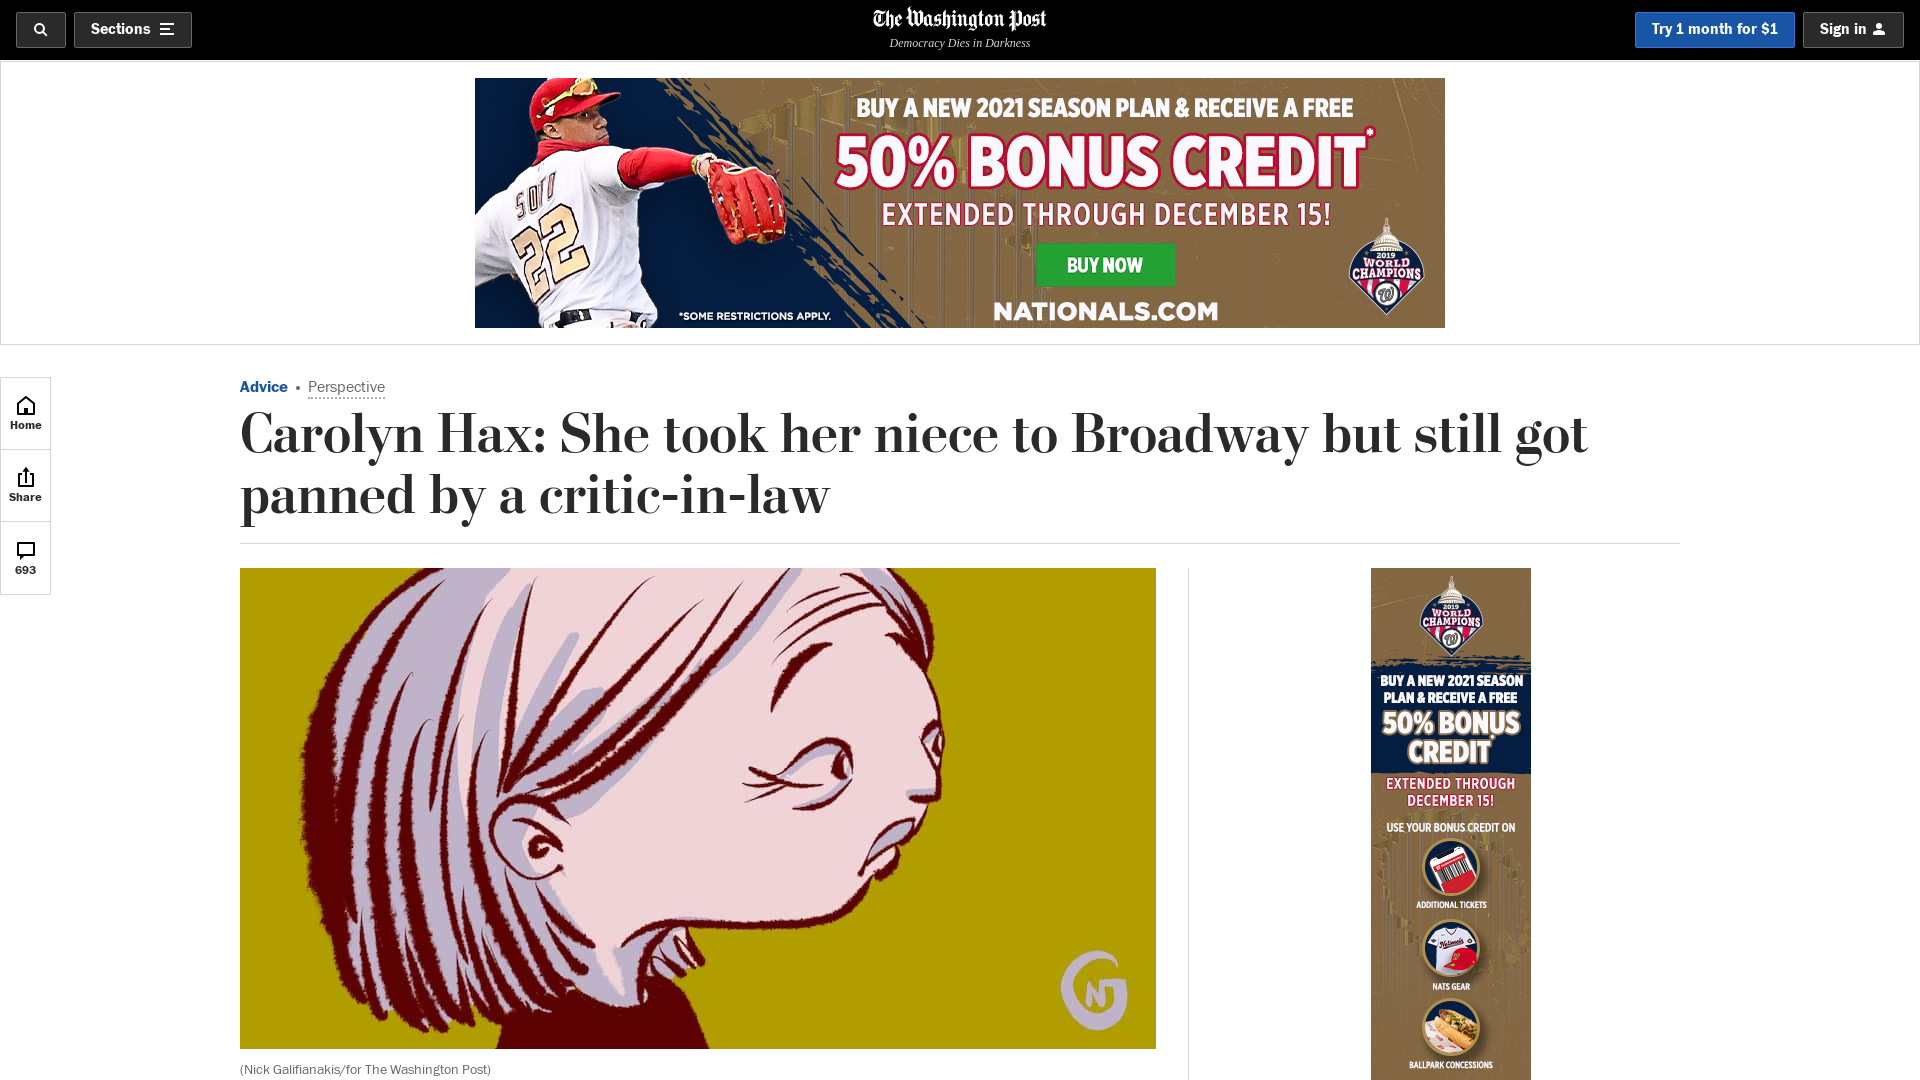 Sections
The Washington Post
Democracy Dies in Darkness
Try 1 month for $1
Sign in
BUY A NEW 2021 SEASON PLAN & RECEIVE A FREE
50% BONUS CREDIT*
EXTENDED THROUGH DECEMBER 15!
BUY NOW
NATIONALS.COM
*SOME RESTRICTIONS APPLY.
SOTO
22
2019
WORLD
CHAMPIONS
W
Home
Share
693
Advice • Perspective
Carolyn Hax: She took her niece to Broadway but still got
panned by a critic-in-law
NG
(Nick Galifianakis/for The Washington Post)
2019
WORLD
CHAMPIONS
W
BUY A NEW 2021 SEASON
PLAN & RECEIVE A FREE
50% BONUS
CREDIT*
EXTENDED THROUGH
DECEMBER 15!
USE YOUR BONUS CREDIT ON
ADDITIONAL TICKETS
Nationals
NATS GEAR
BALLPARK CONCESSIONS